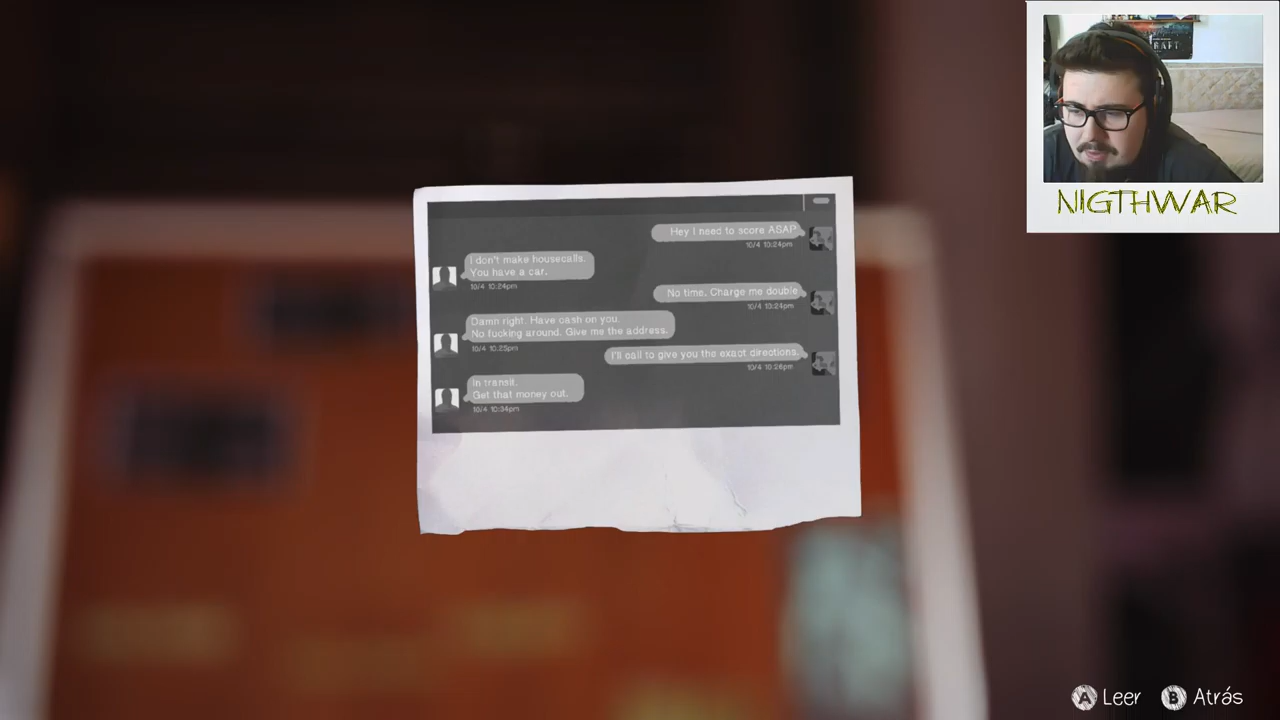 NIGTHWAR
Hey I need to score ASAP
10/4 10:24pm
I don't make housecalls.
You have a car.
10/4 10:24pm
No time. Charge me double
10/4 10:24pm
Damn right. Have cash on you.
No fucking around. Give me the address.
10/4 10:25pm
I'll call to give you the exact directions.
10/4 10:26pm
In transit.
Get that money out.
10/4 10:34pm
A Leer B Atrás